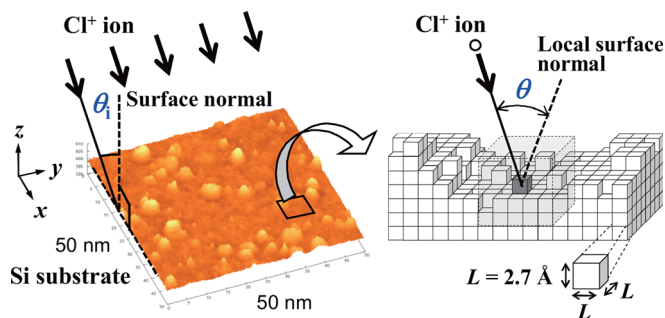 Cl⁺ ion
θi
Surface normal
z
y
x
50 nm
Si substrate
50 nm
Cl⁺ ion
Local surface
normal
θ
L = 2.7 Å
L
L